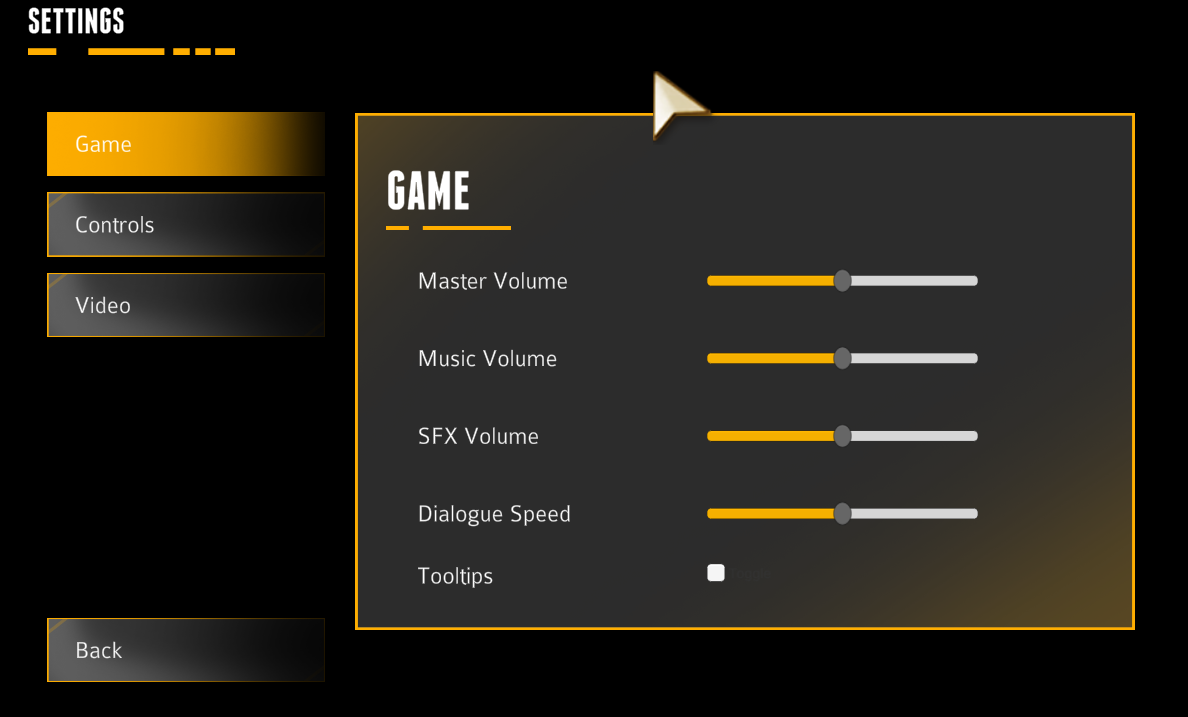 SETTINGS
Game
Controls
Video
Back
GAME
Master Volume
Music Volume
SFX Volume
Dialogue Speed
Tooltips